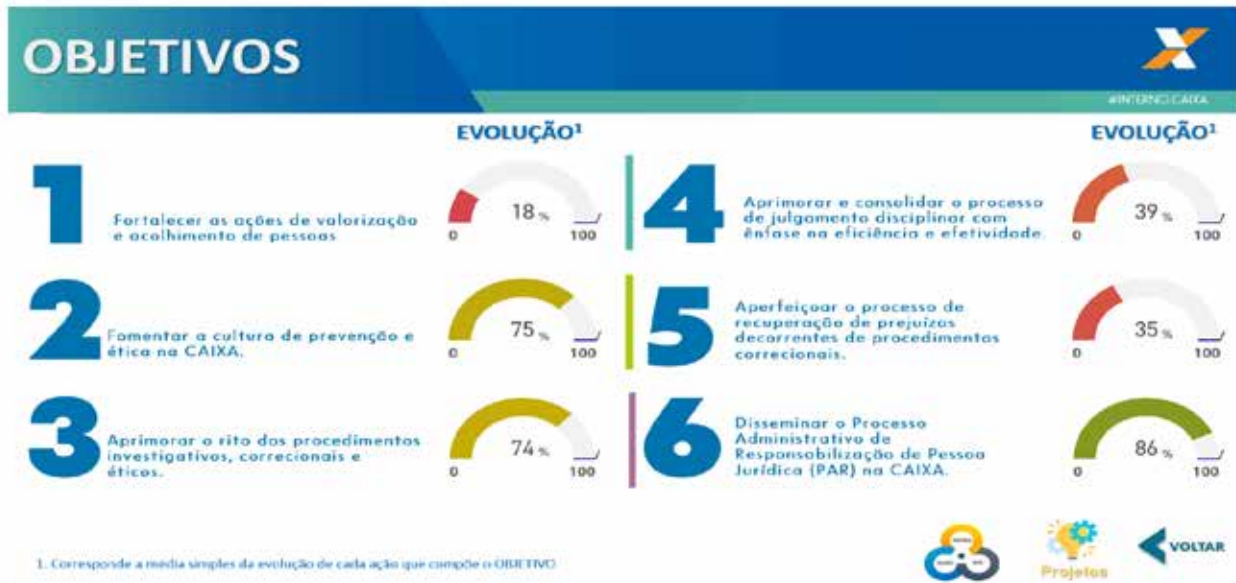 OBJETIVOS
#INTERNO.CAIXA
EVOLUÇÃO¹
1
Fortalecer as ações de valorização
e acolhimento de pessoas
18 %
0
100
2
Fomentar a cultura de prevenção e
ética na CAIXA.
75 %
0
100
3
Aprimorar o rito dos procedimentos
investigativos, correcionais e
éticos.
74 %
0
100
EVOLUÇÃO¹
4
Aprimorar e consolidar o processo
de julgamento disciplinar com
ênfase na eficiência e efetividade.
39 %
0
100
5
Aperfeiçoar o processo de
recuperação de prejuízos
decorrentes de procedimentos
correcionais.
35 %
0
100
6
Disseminar o Processo
Administrativo de
Responsabilização de Pessoa
Jurídica (PAR) na CAIXA.
86 %
0
100
1. Corresponde a média simples da evolução de cada ação que compõe o OBJETIVO
Projetos
VOLTAR